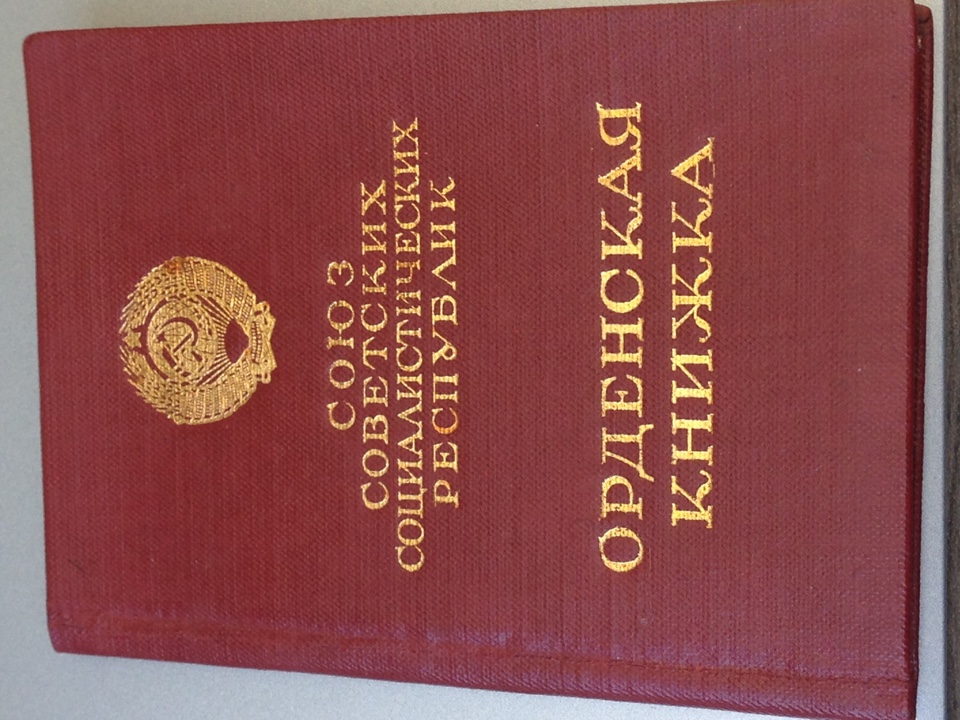 СОЮЗ
СОВЕТСКИХ
СОЦИАЛИСТИЧЕСКИХ
РЕСПУБЛИК
ОРДЕНСКАЯ
КНИЖКА